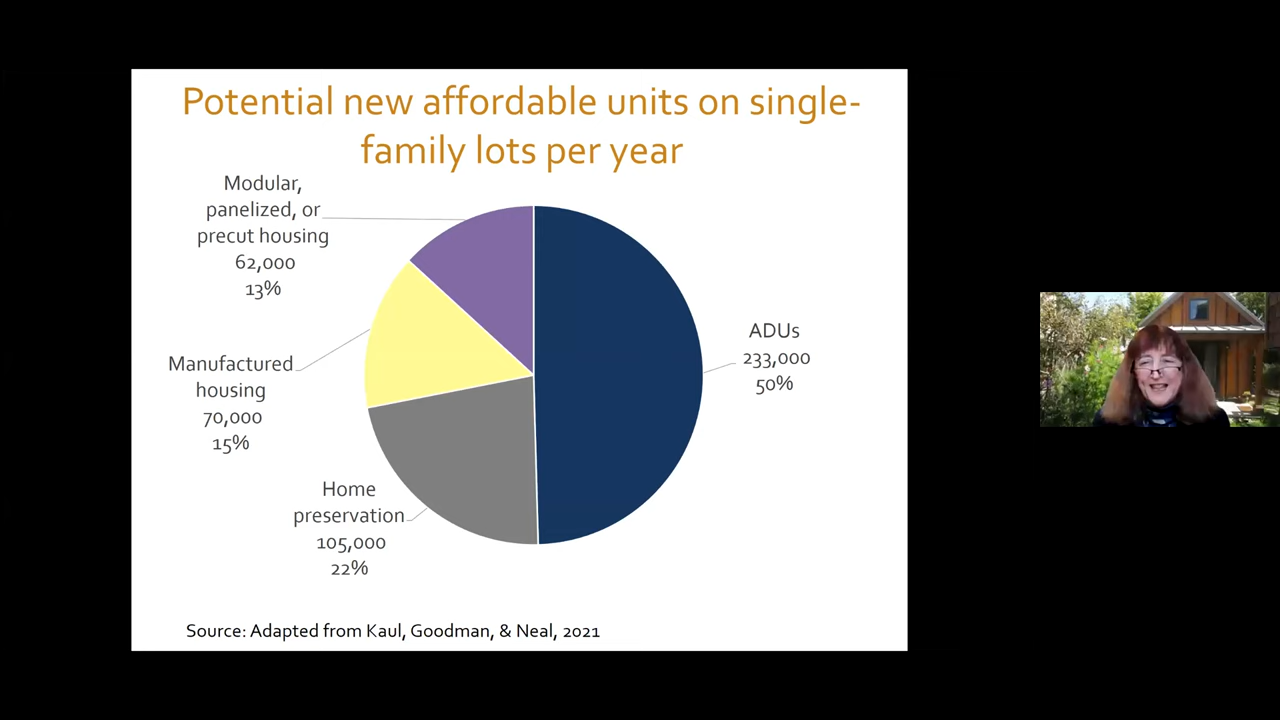 Potential new affordable units on single-
family lots per year
Modular,
panelized, or
precut housing
62,000
13%
ADUs
233,000
50%
Manufactured
housing
70,000
15%
Home
preservation
105,000
22%
Source: Adapted from Kaul, Goodman, & Neal, 2021